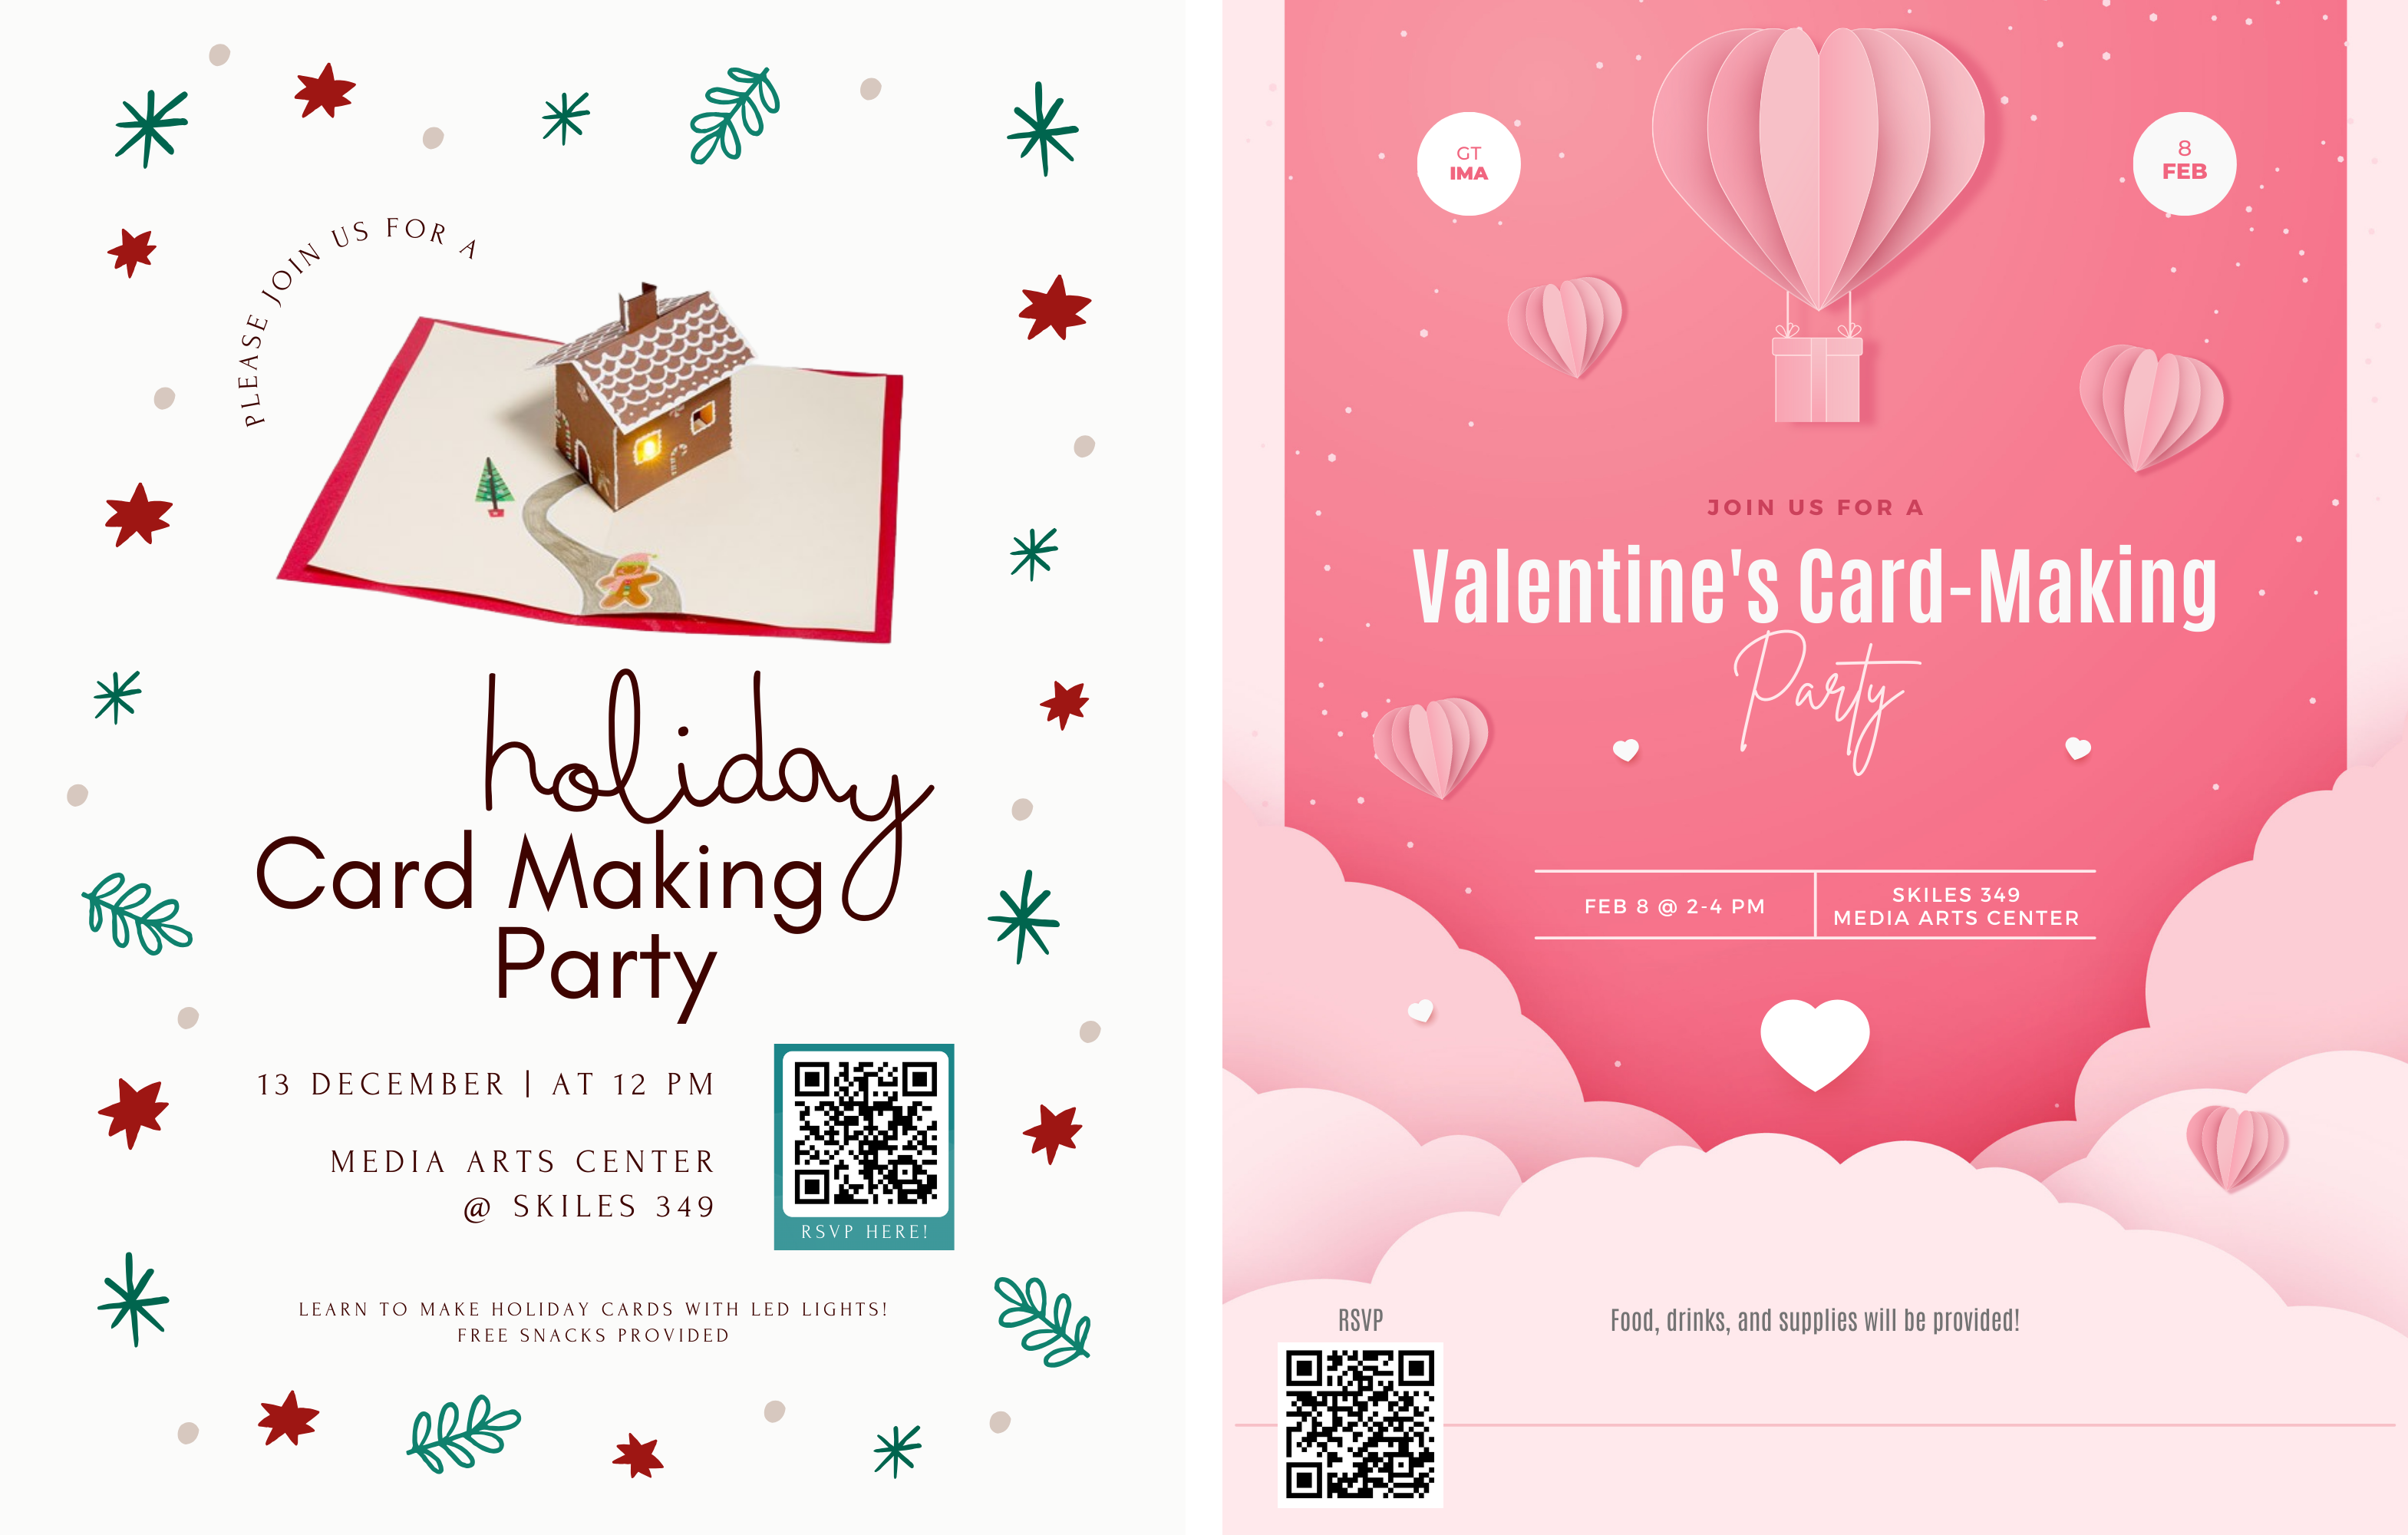 PLEASE JOIN US FOR A
holiday
Card Making
Party
13 DECEMBER | AT 12 PM
MEDIA ARTS CENTER
@ SKILES 349
RSVP HERE!
LEARN TO MAKE HOLIDAY CARDS WITH LED LIGHTS!
FREE SNACKS PROVIDED
GT
IMA
8
FEB
JOIN US FOR A
Valentine's Card-Making
Party
FEB 8 @ 2-4 PM
SKILES 349
MEDIA ARTS CENTER
RSVP
Food, drinks, and supplies will be provided!